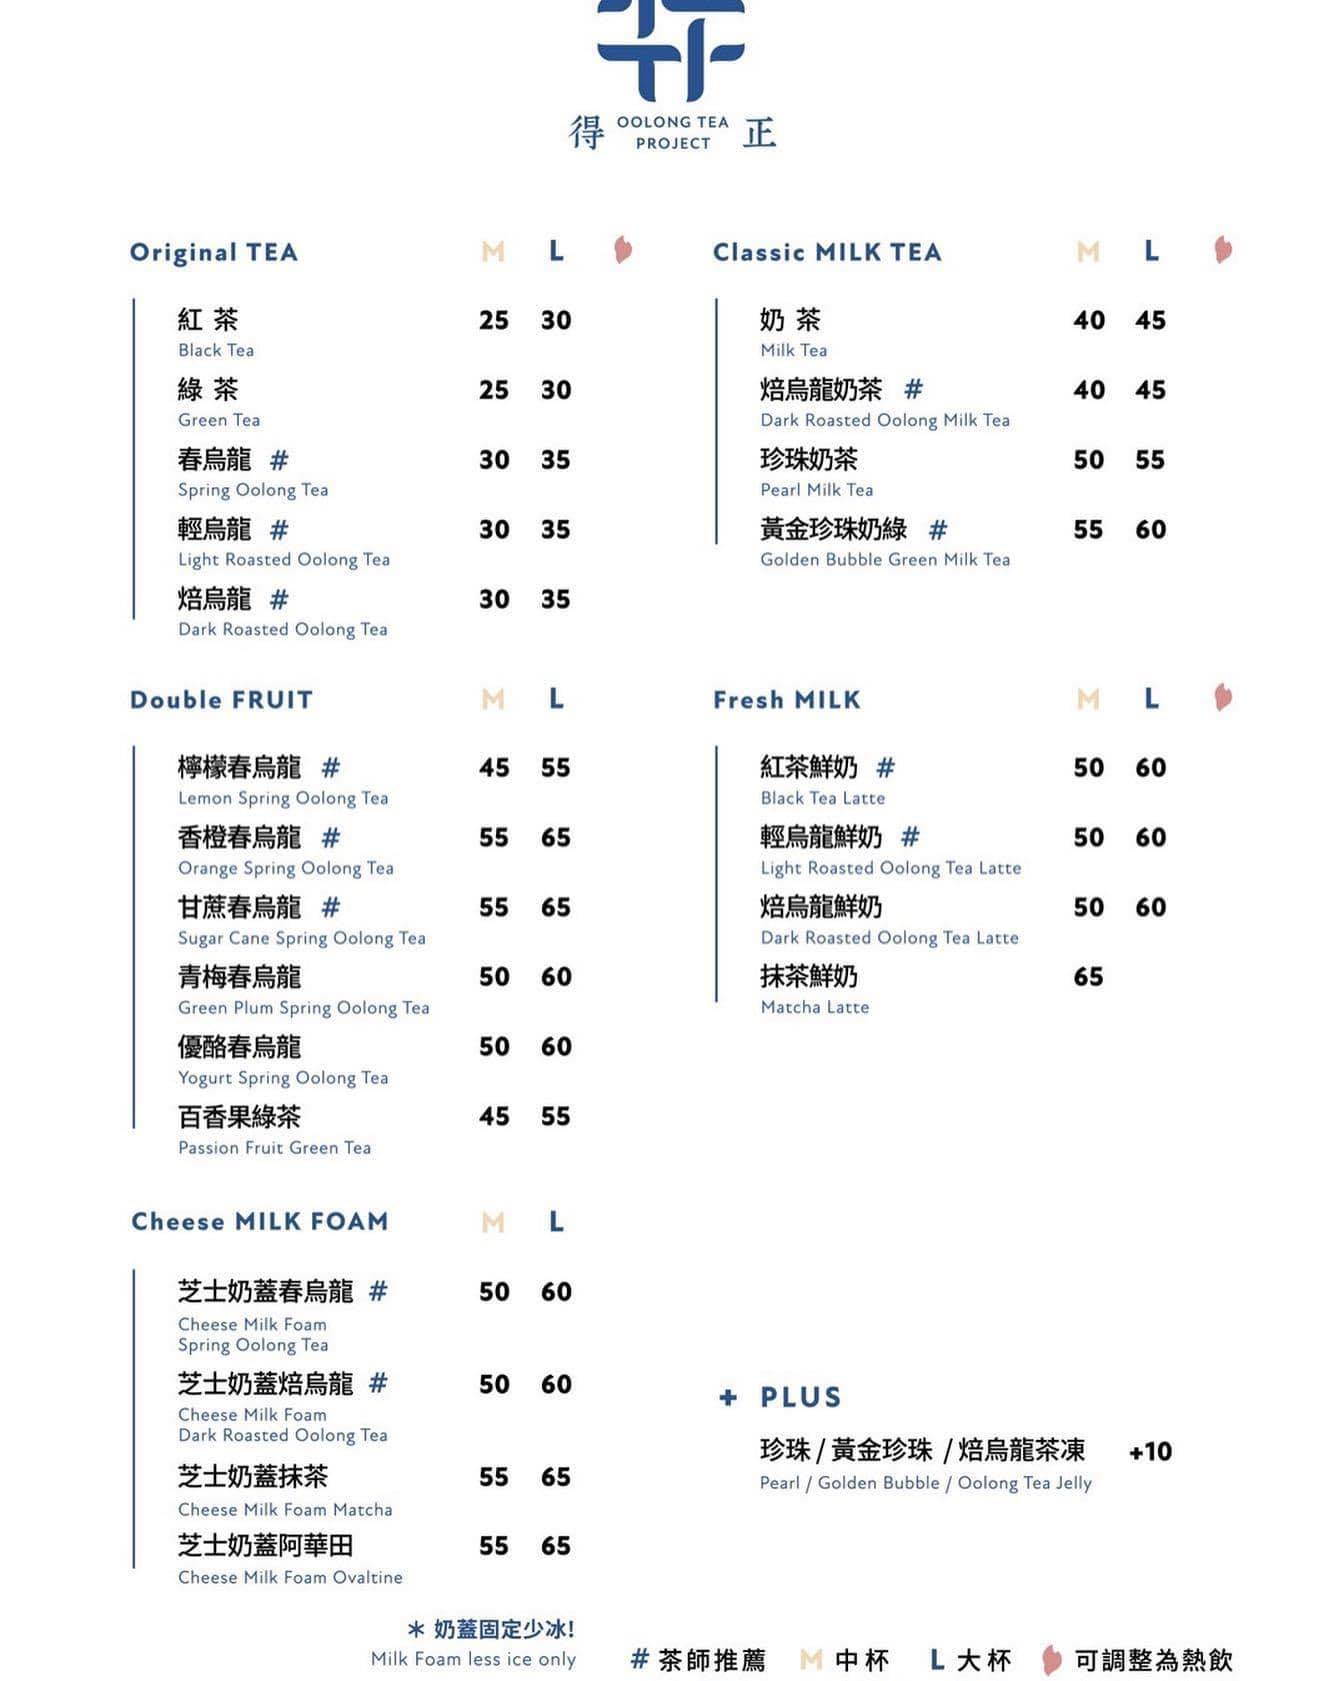 得 OOLONG TEA PROJECT 正
Original TEA M L
紅 茶 25 30
Black Tea
綠 茶 25 30
Green Tea
春烏龍 # 30 35
Spring Oolong Tea
輕烏龍 # 30 35
Light Roasted Oolong Tea
焙烏龍 # 30 35
Dark Roasted Oolong Tea
Classic MILK TEA M L
奶 茶 40 45
Milk Tea
焙烏龍奶茶 # 40 45
Dark Roasted Oolong Milk Tea
珍珠奶茶 50 55
Pearl Milk Tea
黃金珍珠奶綠 # 55 60
Golden Bubble Green Milk Tea
Double FRUIT M L
檸檬春烏龍 # 45 55
Lemon Spring Oolong Tea
香橙春烏龍 # 55 65
Orange Spring Oolong Tea
甘蔗春烏龍 # 55 65
Sugar Cane Spring Oolong Tea
青梅春烏龍 50 60
Green Plum Spring Oolong Tea
優酪春烏龍 50 60
Yogurt Spring Oolong Tea
百香果綠茶 45 55
Passion Fruit Green Tea
Fresh MILK M L
紅茶鮮奶 # 50 60
Black Tea Latte
輕烏龍鮮奶 # 50 60
Light Roasted Oolong Tea Latte
焙烏龍鮮奶 50 60
Dark Roasted Oolong Tea Latte
抹茶鮮奶 65
Matcha Latte
Cheese MILK FOAM M L
芝士奶蓋春烏龍 # 50 60
Cheese Milk Foam
Spring Oolong Tea
芝士奶蓋焙烏龍 # 50 60
Cheese Milk Foam
Dark Roasted Oolong Tea
芝士奶蓋抹茶 55 65
Cheese Milk Foam Matcha
芝士奶蓋阿華田 55 65
Cheese Milk Foam Ovaltine
＊ 奶蓋固定少冰!
Milk Foam less ice only
+ PLUS
珍珠 / 黃金珍珠 / 焙烏龍茶凍 +10
Pearl / Golden Bubble / Oolong Tea Jelly
# 茶師推薦 M 中杯 L 大杯 可調整為熱飲